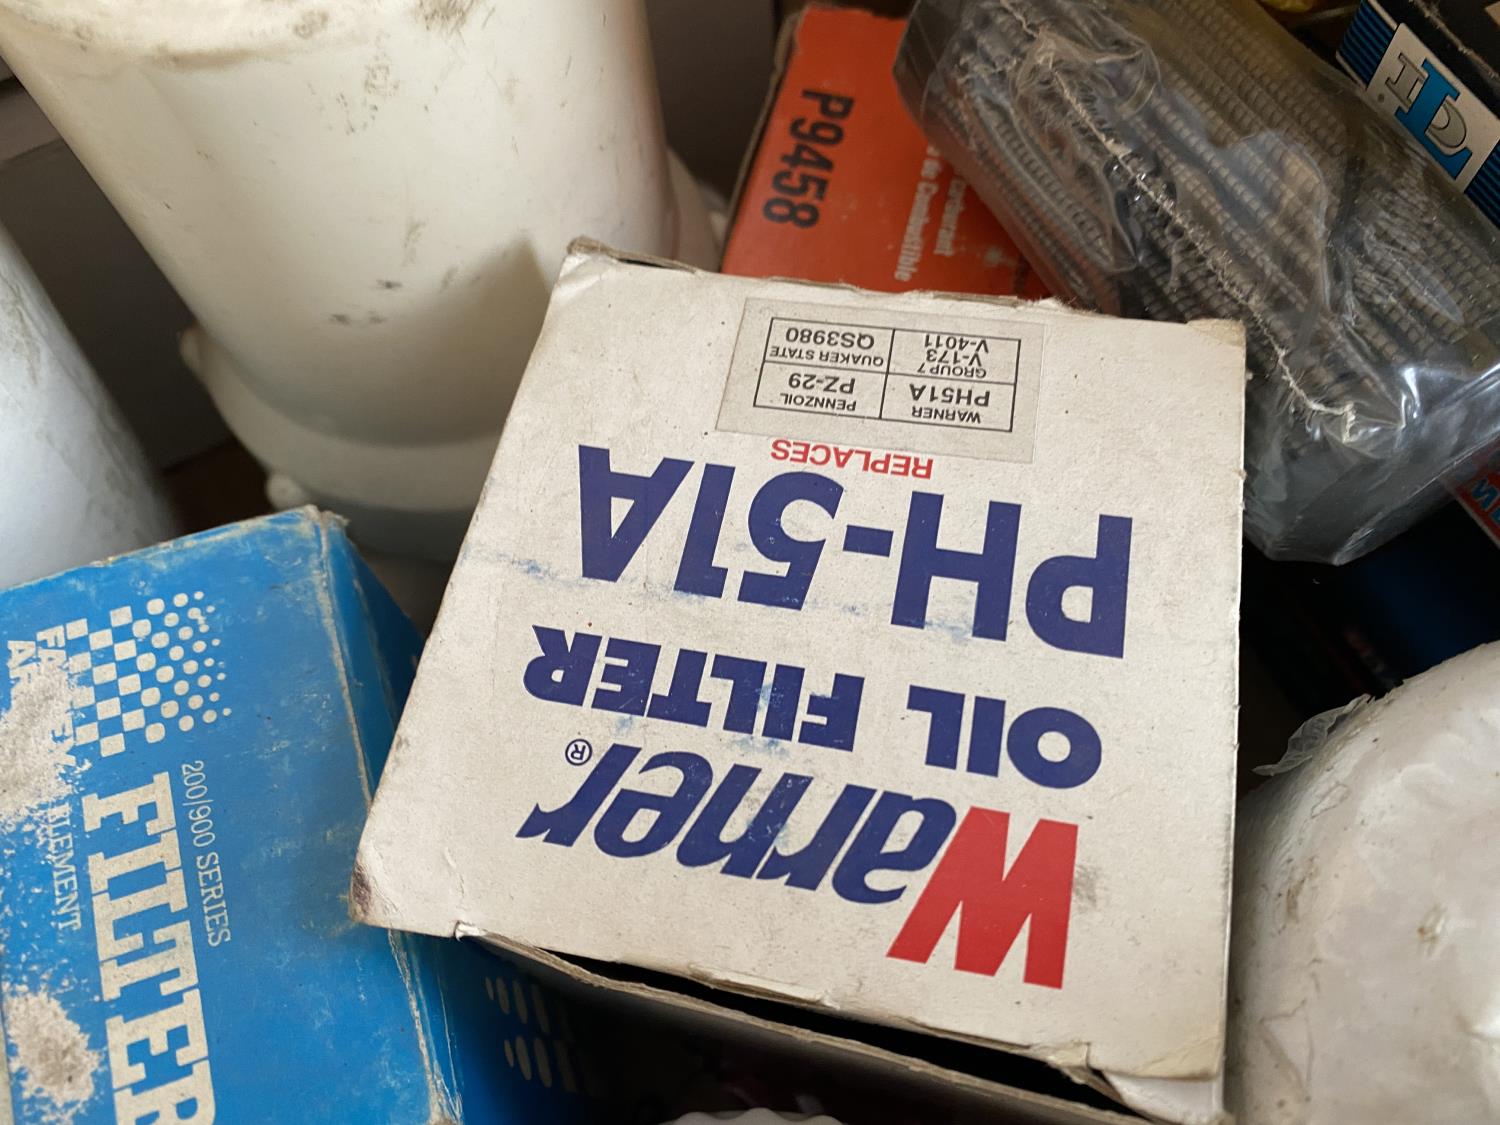 Warner®
OIL FILTER
PH-51A
REPLACES
WARNER
PH51A
PENNZOIL
PZ-29
GROUP 7
V-173
V-4011
QUAKER STATE
QS3980
P9458
de Combustible
200/900 SERIES
FILTER